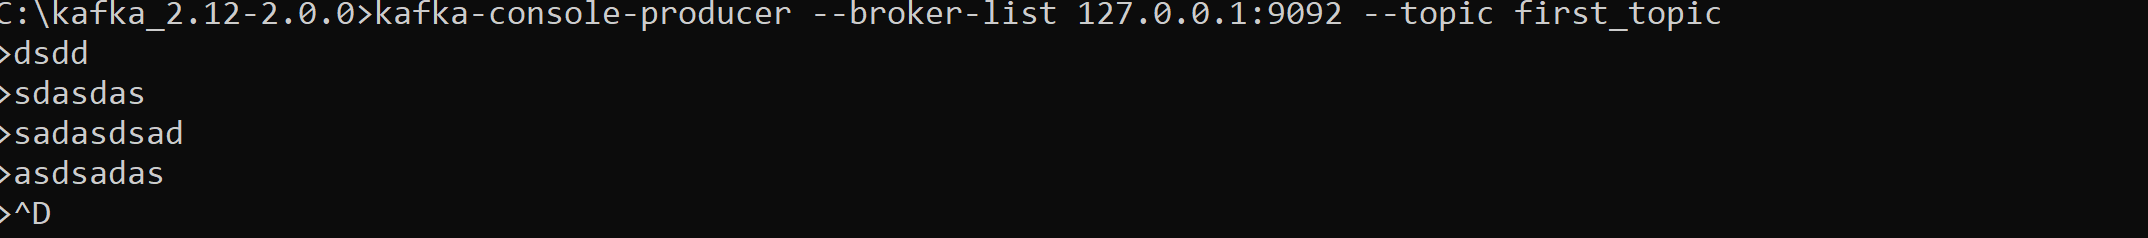 C:\kafka_2.12-2.0.0>kafka-console-producer --broker-list 127.0.0.1:9092 --topic first_topic
>dsdd
>sdasdas
>sadasdsad
>asdsadas
>^D